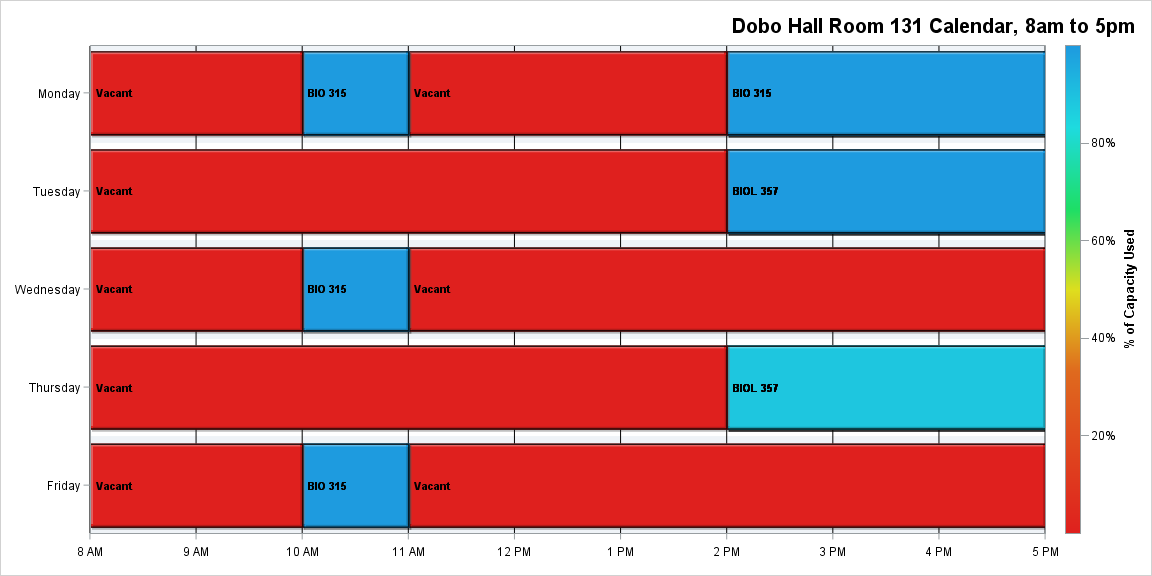 Dobo Hall Room 131 Calendar, 8am to 5pm
Monday
Vacant
BIO 315
Vacant
BIO 315
Tuesday
Vacant
BIOL 357
Wednesday
Vacant
BIO 315
Vacant
Thursday
Vacant
BIOL 357
Friday
Vacant
BIO 315
Vacant
8 AM
9 AM
10 AM
11 AM
12 PM
1 PM
2 PM
3 PM
4 PM
5 PM
80%
60%
40%
20%
% of Capacity Used